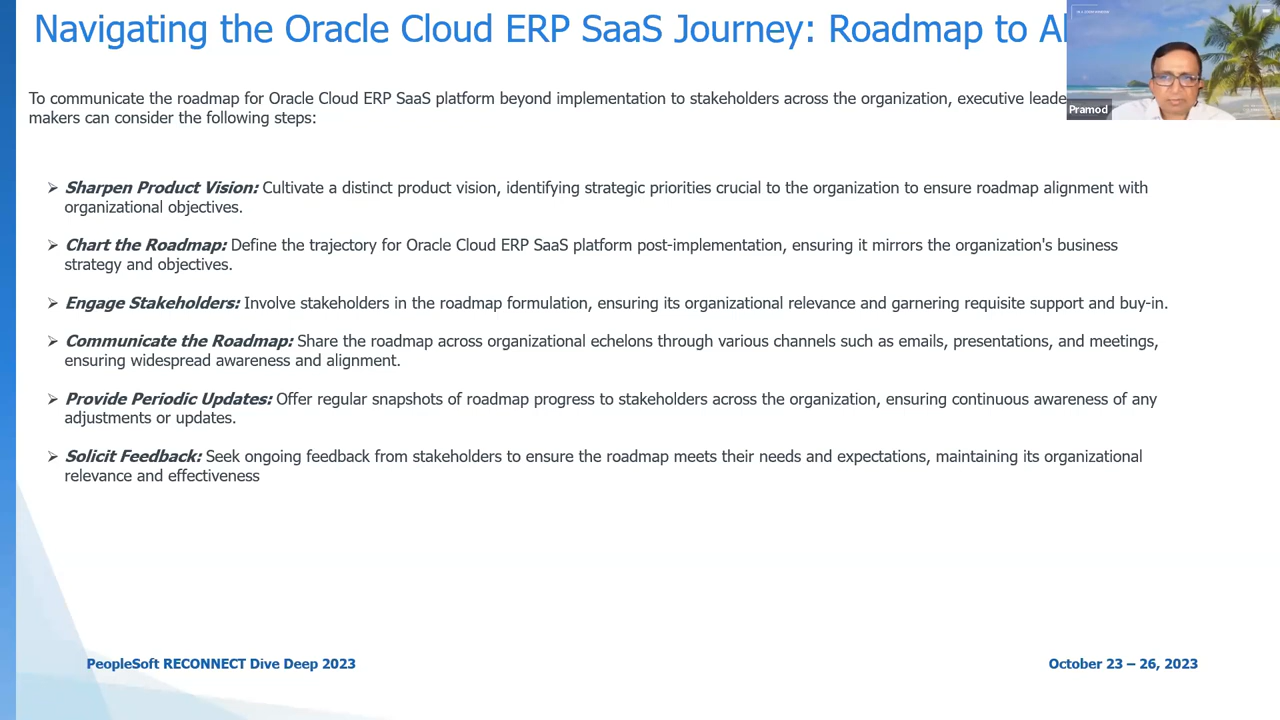 Navigating the Oracle Cloud ERP SaaS Journey: Roadmap to
To communicate the roadmap for Oracle Cloud ERP SaaS platform beyond implementation to stakeholders across the organization, executive
makers can consider the following steps:
Pramod
➢ Sharpen Product Vision: Cultivate a distinct product vision, identifying strategic priorities crucial to the organization to ensure roadmap alignment with
organizational objectives.
➢ Chart the Roadmap: Define the trajectory for Oracle Cloud ERP SaaS platform post-implementation, ensuring it mirrors the organization's business
strategy and objectives.
➢ Engage Stakeholders: Involve stakeholders in the roadmap formulation, ensuring its organizational relevance and garnering requisite support and buy-in.
➢ Communicate the Roadmap: Share the roadmap across organizational echelons through various channels such as emails, presentations, and meetings,
ensuring widespread awareness and alignment.
➢ Provide Periodic Updates: Offer regular snapshots of roadmap progress to stakeholders across the organization, ensuring continuous awareness of any
adjustments or updates.
➢ Solicit Feedback: Seek ongoing feedback from stakeholders to ensure the roadmap meets their needs and expectations, maintaining its organizational
relevance and effectiveness
PeopleSoft RECONNECT Dive Deep 2023
October 23 – 26, 2023